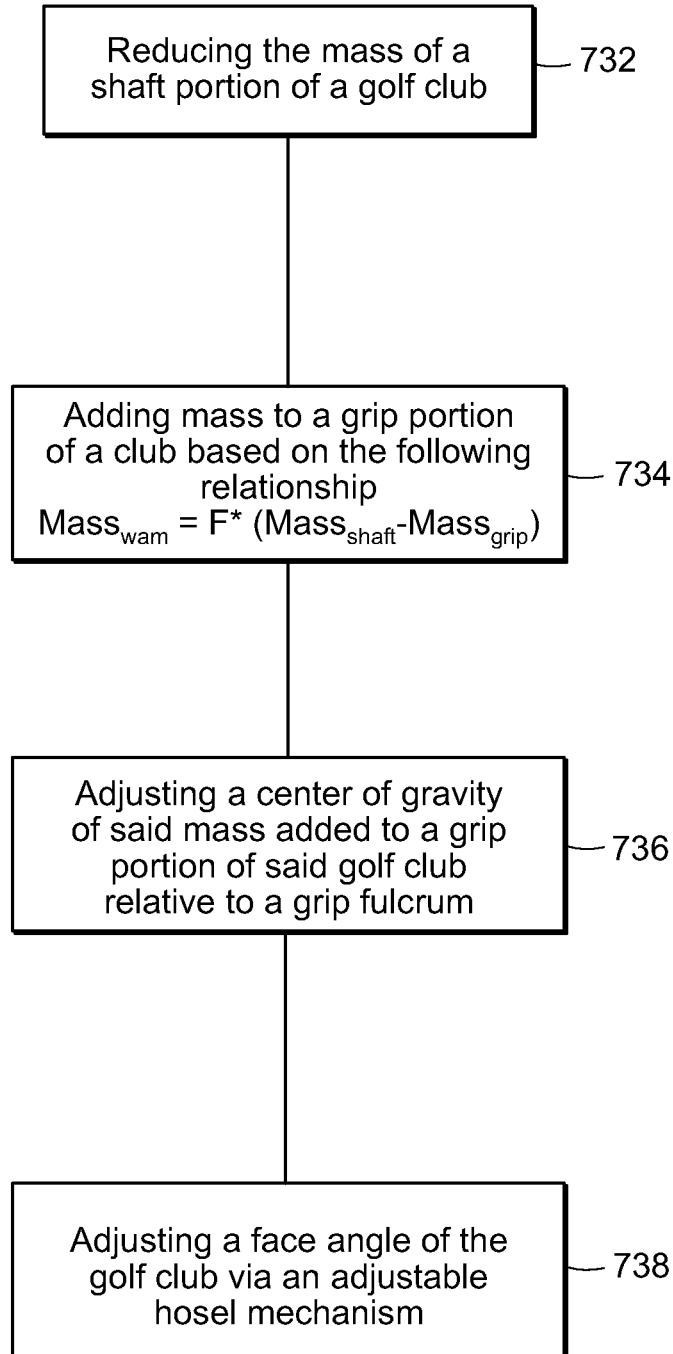 Reducing the mass of a
shaft portion of a golf club
732
Adding mass to a grip portion
of a club based on the following
relationship
Mass_wam = F* (Mass_shaft-Mass_grip)
734
Adjusting a center of gravity
of said mass added to a grip
portion of said golf club
relative to a grip fulcrum
736
Adjusting a face angle of the
golf club via an adjustable
hosel mechanism
738